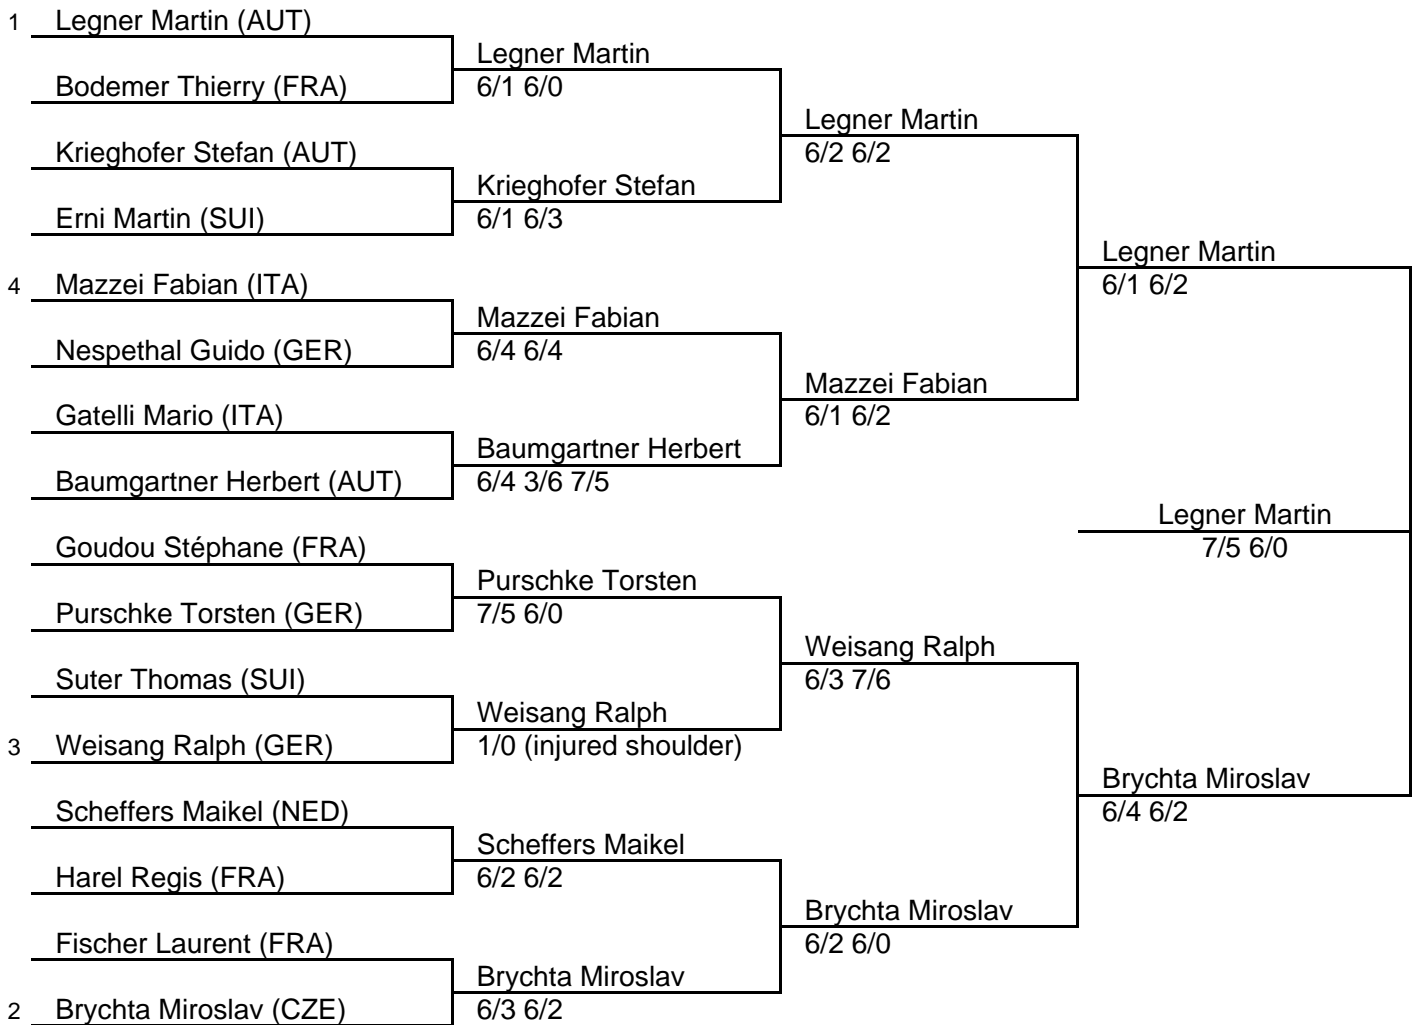 1 Legner Martin (AUT)
Bodemer Thierry (FRA)
Krieghofer Stefan (AUT)
Erni Martin (SUI)
4 Mazzei Fabian (ITA)
Nespethal Guido (GER)
Gatelli Mario (ITA)
Baumgartner Herbert (AUT)
Goudou Stéphane (FRA)
Purschke Torsten (GER)
Suter Thomas (SUI)
3 Weisang Ralph (GER)
Scheffers Maikel (NED)
Harel Regis (FRA)
Fischer Laurent (FRA)
2 Brychta Miroslav (CZE)
Legner Martin
6/1 6/0
Krieghofer Stefan
6/1 6/3
Mazzei Fabian
6/4 6/4
Baumgartner Herbert
6/4 3/6 7/5
Purschke Torsten
7/5 6/0
Weisang Ralph
1/0 (injured shoulder)
Scheffers Maikel
6/2 6/2
Brychta Miroslav
6/3 6/2
Legner Martin
6/2 6/2
Mazzei Fabian
6/1 6/2
Weisang Ralph
6/3 7/6
Brychta Miroslav
6/2 6/0
Legner Martin
6/1 6/2
Brychta Miroslav
6/4 6/2
Legner Martin
7/5 6/0